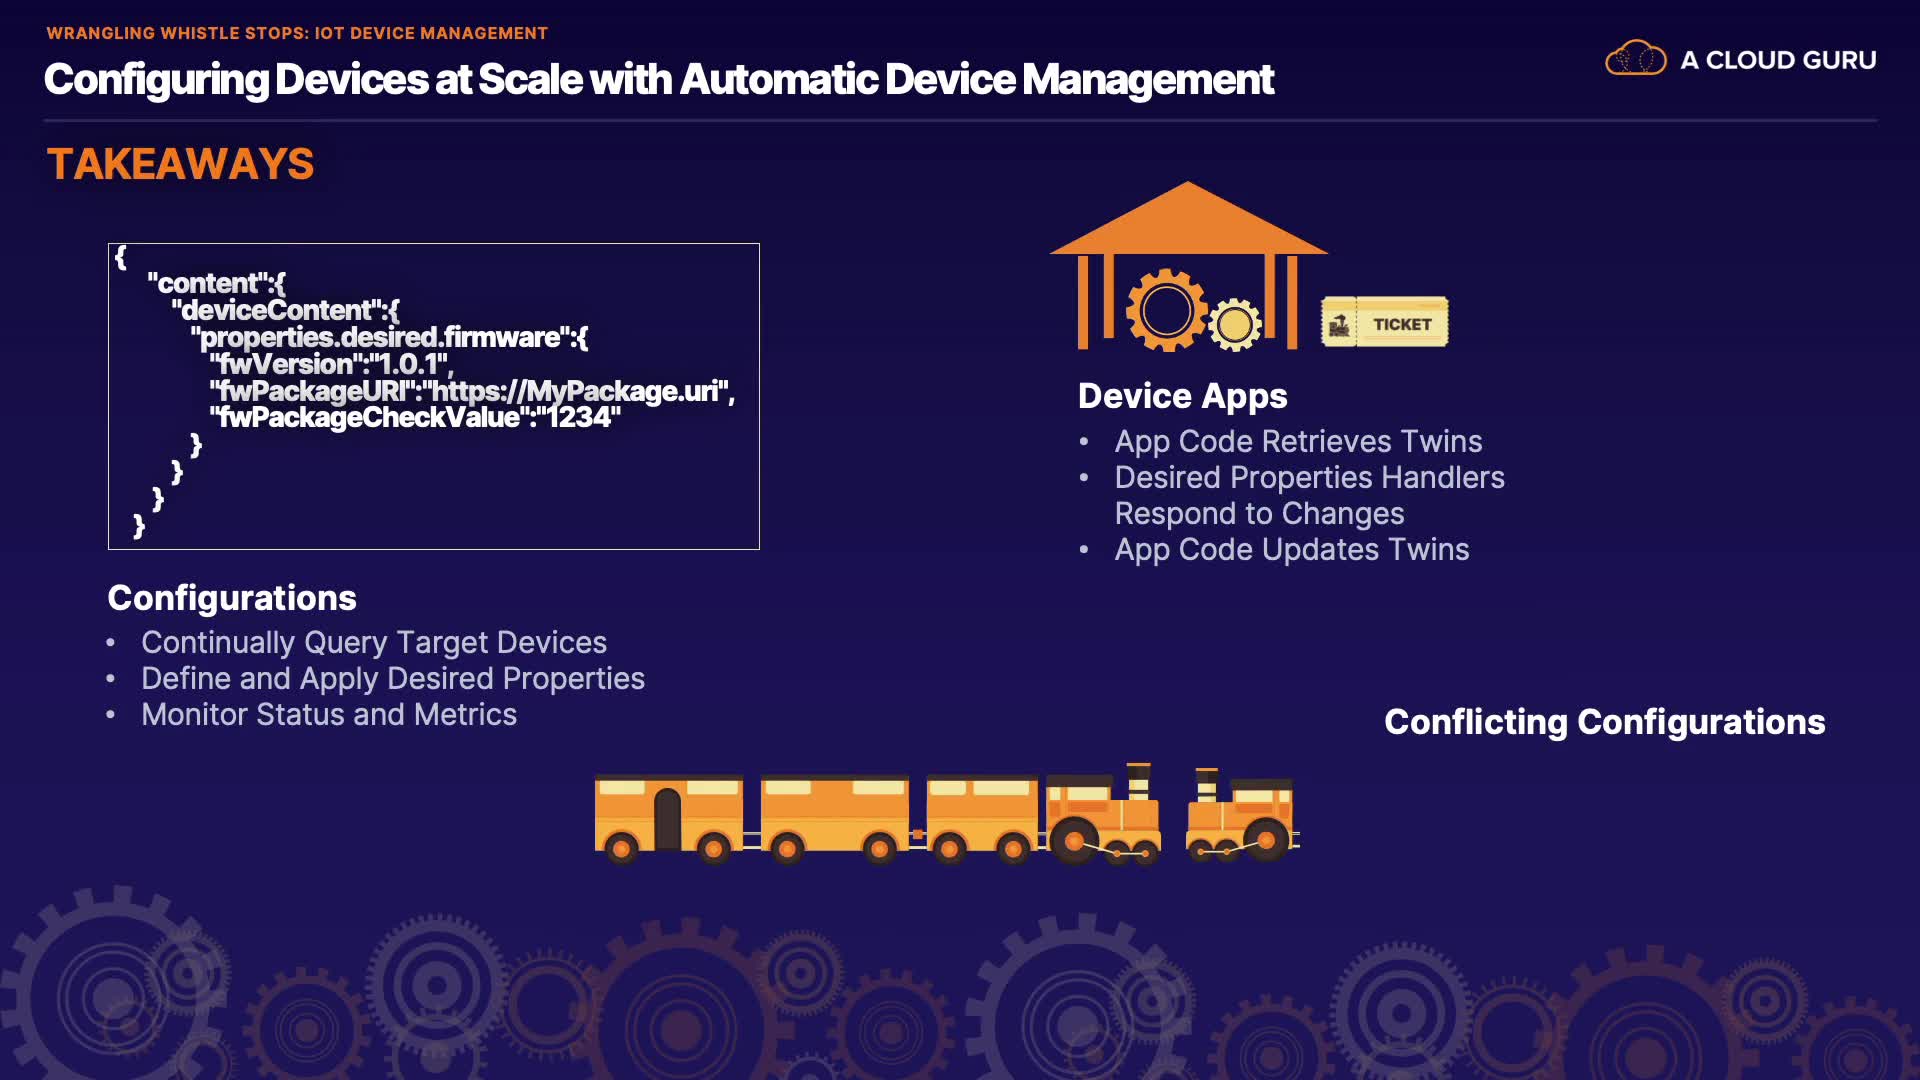 WRANGLING WHISTLE STOPS: IOT DEVICE MANAGEMENT
Configuring Devices at Scale with Automatic Device Management
A CLOUD GURU
TAKEAWAYS
{
"content":{
"deviceContent":{
"properties.desired.firmware":{
"fwVersion":"1.0.1",
"fwPackageURI":"https://MyPackage.uri",
"fwPackageCheckValue":"1234"
}
}
}
}
Configurations
• Continually Query Target Devices
• Define and Apply Desired Properties
• Monitor Status and Metrics
TICKET
Device Apps
• App Code Retrieves Twins
• Desired Properties Handlers
Respond to Changes
• App Code Updates Twins
Conflicting Configurations